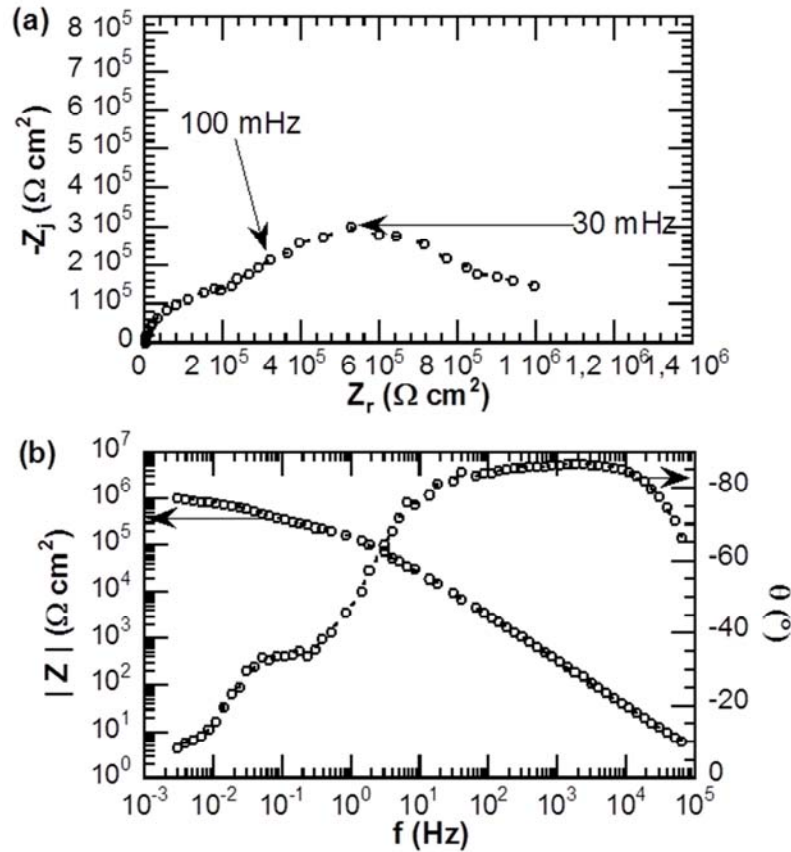 (a)
8 10⁵
7 10⁵
6 10⁵
5 10⁵
4 10⁵
3 10⁵
2 10⁵
1 10⁵
0
-Zⱼ (Ω cm²)
100 mHz
30 mHz
0 2 10⁵ 4 10⁵ 6 10⁵ 8 10⁵ 1 10⁶ 1,2 10⁶ 1,4 10⁶
Zᵣ (Ω cm²)
(b)
10⁷
10⁶
10⁵
10⁴
10³
10²
10¹
10⁰
| Z | (Ω cm²)
-80
-60
-40
-20
0
θ (°)
10⁻³ 10⁻² 10⁻¹ 10⁰ 10¹ 10² 10³ 10⁴ 10⁵
f (Hz)